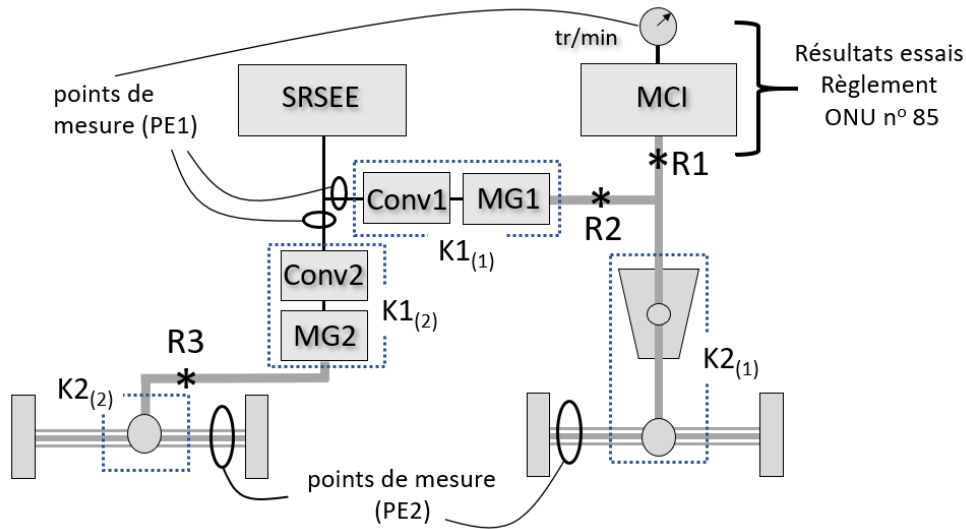 tr/min
Résultats essais
Règlement
ONU nº 85
points de
mesure (PE1)
SRSEE
MCI
R1
Conv1
MG1
R2
K1(1)
Conv2
MG2
K1(2)
R3
K2(1)
K2(2)
points de mesure
(PE2)